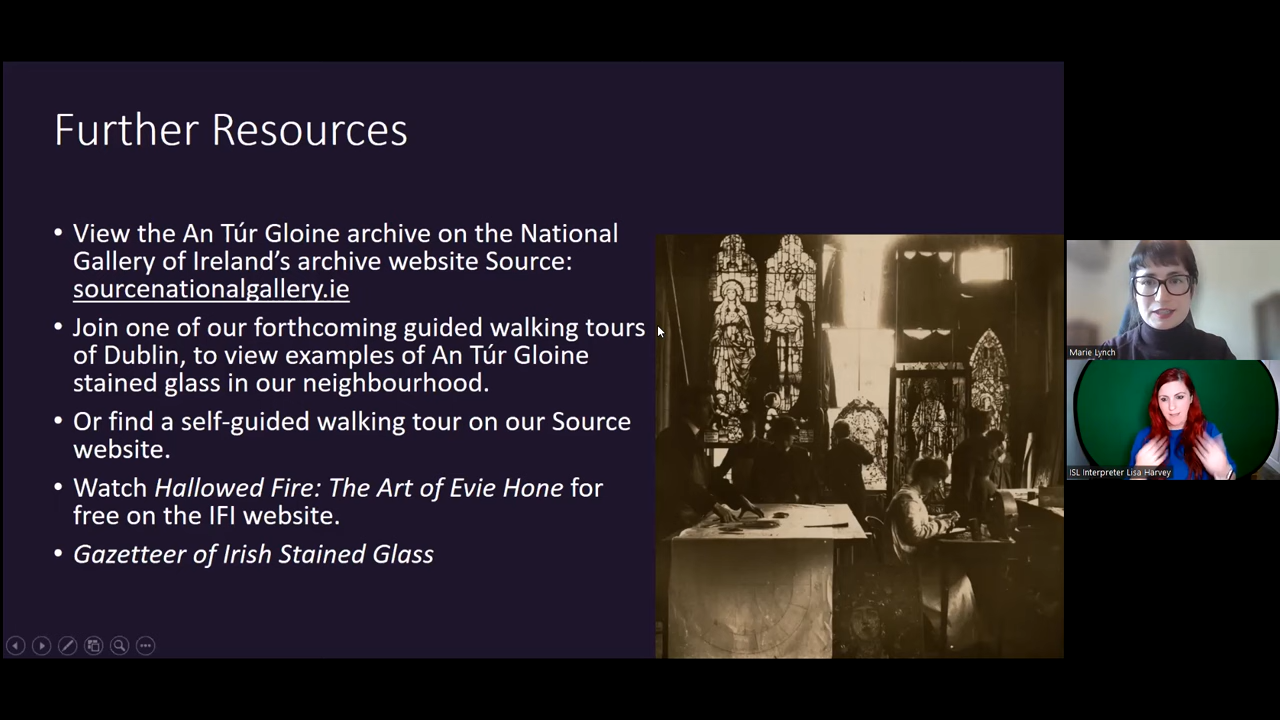 Further Resources
• View the An Túr Gloine archive on the National
Gallery of Ireland’s archive website Source:
sourcenationalgallery.ie
• Join one of our forthcoming guided walking tours
of Dublin, to view examples of An Túr Gloine
stained glass in our neighbourhood.
• Or find a self-guided walking tour on our Source
website.
• Watch Hallowed Fire: The Art of Evie Hone for
free on the IFI website.
• Gazetteer of Irish Stained Glass
Marie Lynch
ISL Interpreter Lisa Harvey